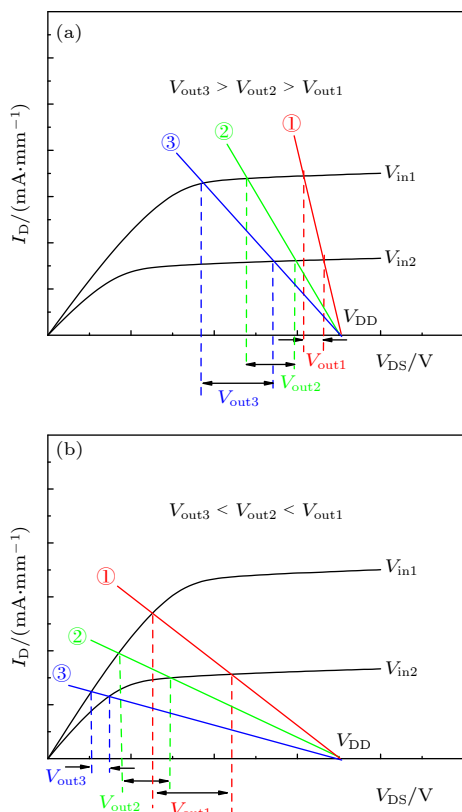 (a)
V_out3 > V_out2 > V_out1
①
②
③
V_in1
V_in2
I_D/(mA·mm⁻¹)
V_DD
V_out1
V_DS/V
V_out2
V_out3
(b)
V_out3 < V_out2 < V_out1
V_in1
①
②
③
V_in2
I_D/(mA·mm⁻¹)
V_DD
V_out3
V_out2
V_out1
V_DS/V